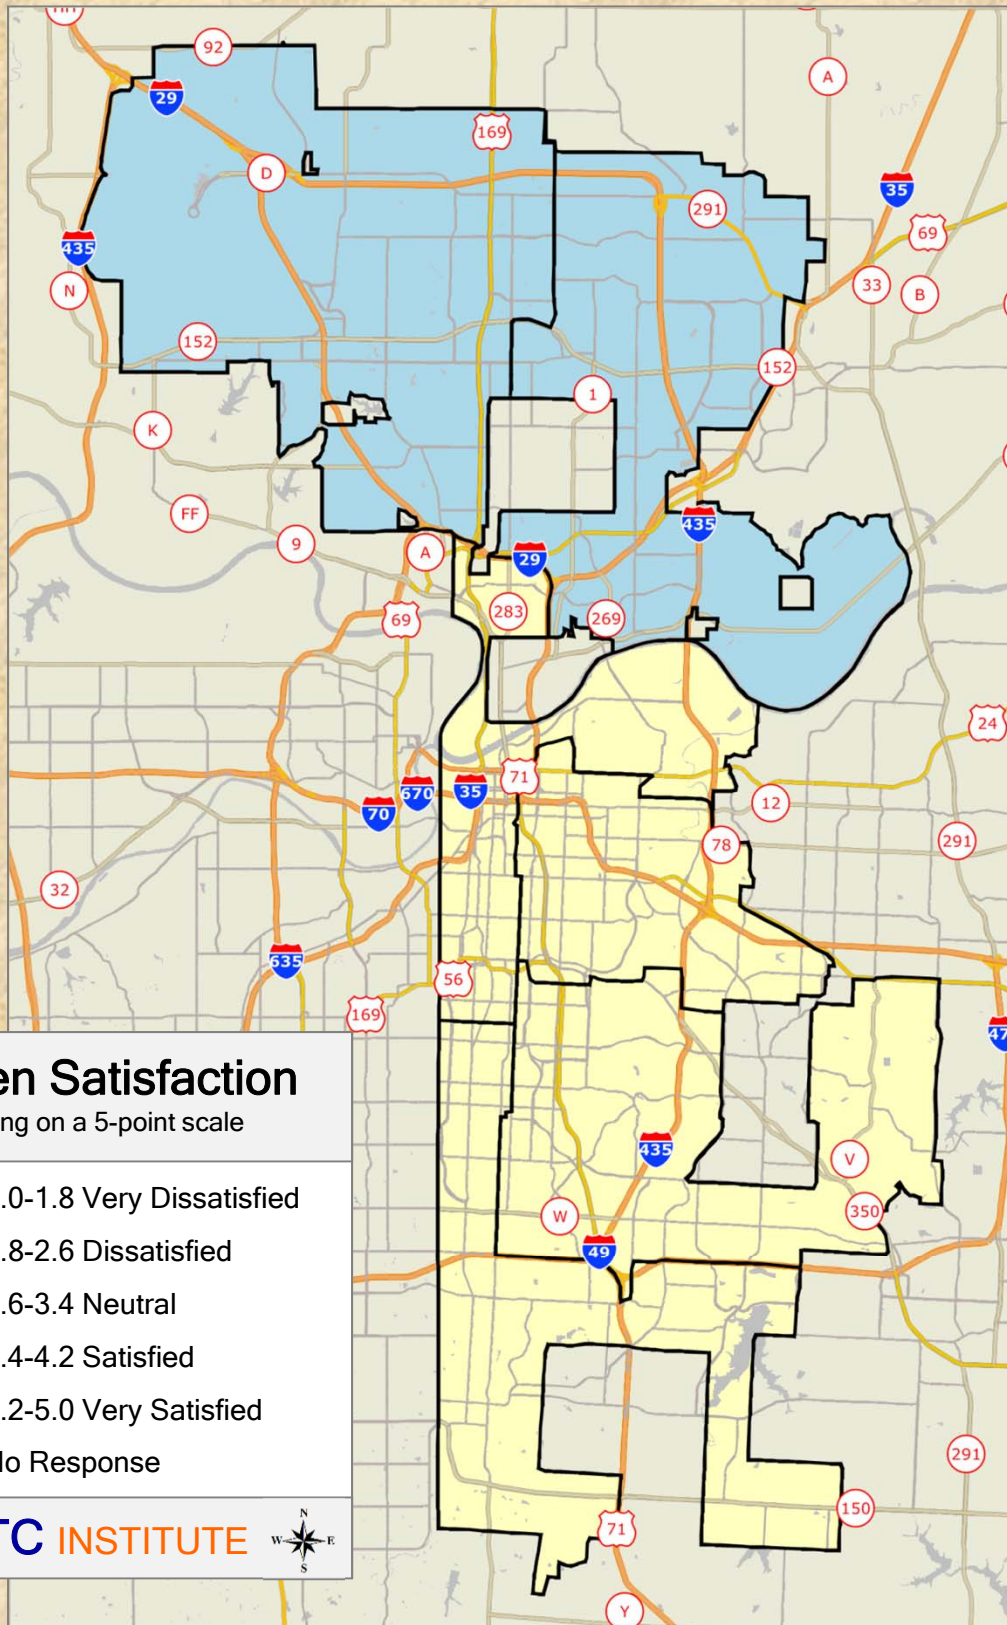 92
A
29
169
D
291
35
69
435
N
33
B
152
152
1
K
FF
435
9
A
29
283
269
69
24
71
670
35
70
12
78
291
32
635
56
169
47
en Satisfaction
ng on a 5-point scale
.0-1.8 Very Dissatisfied
.8-2.6 Dissatisfied
.6-3.4 Neutral
.4-4.2 Satisfied
.2-5.0 Very Satisfied
lo Response
TC INSTITUTE
N
W E
S
435
V
W
350
49
291
150
71
Y